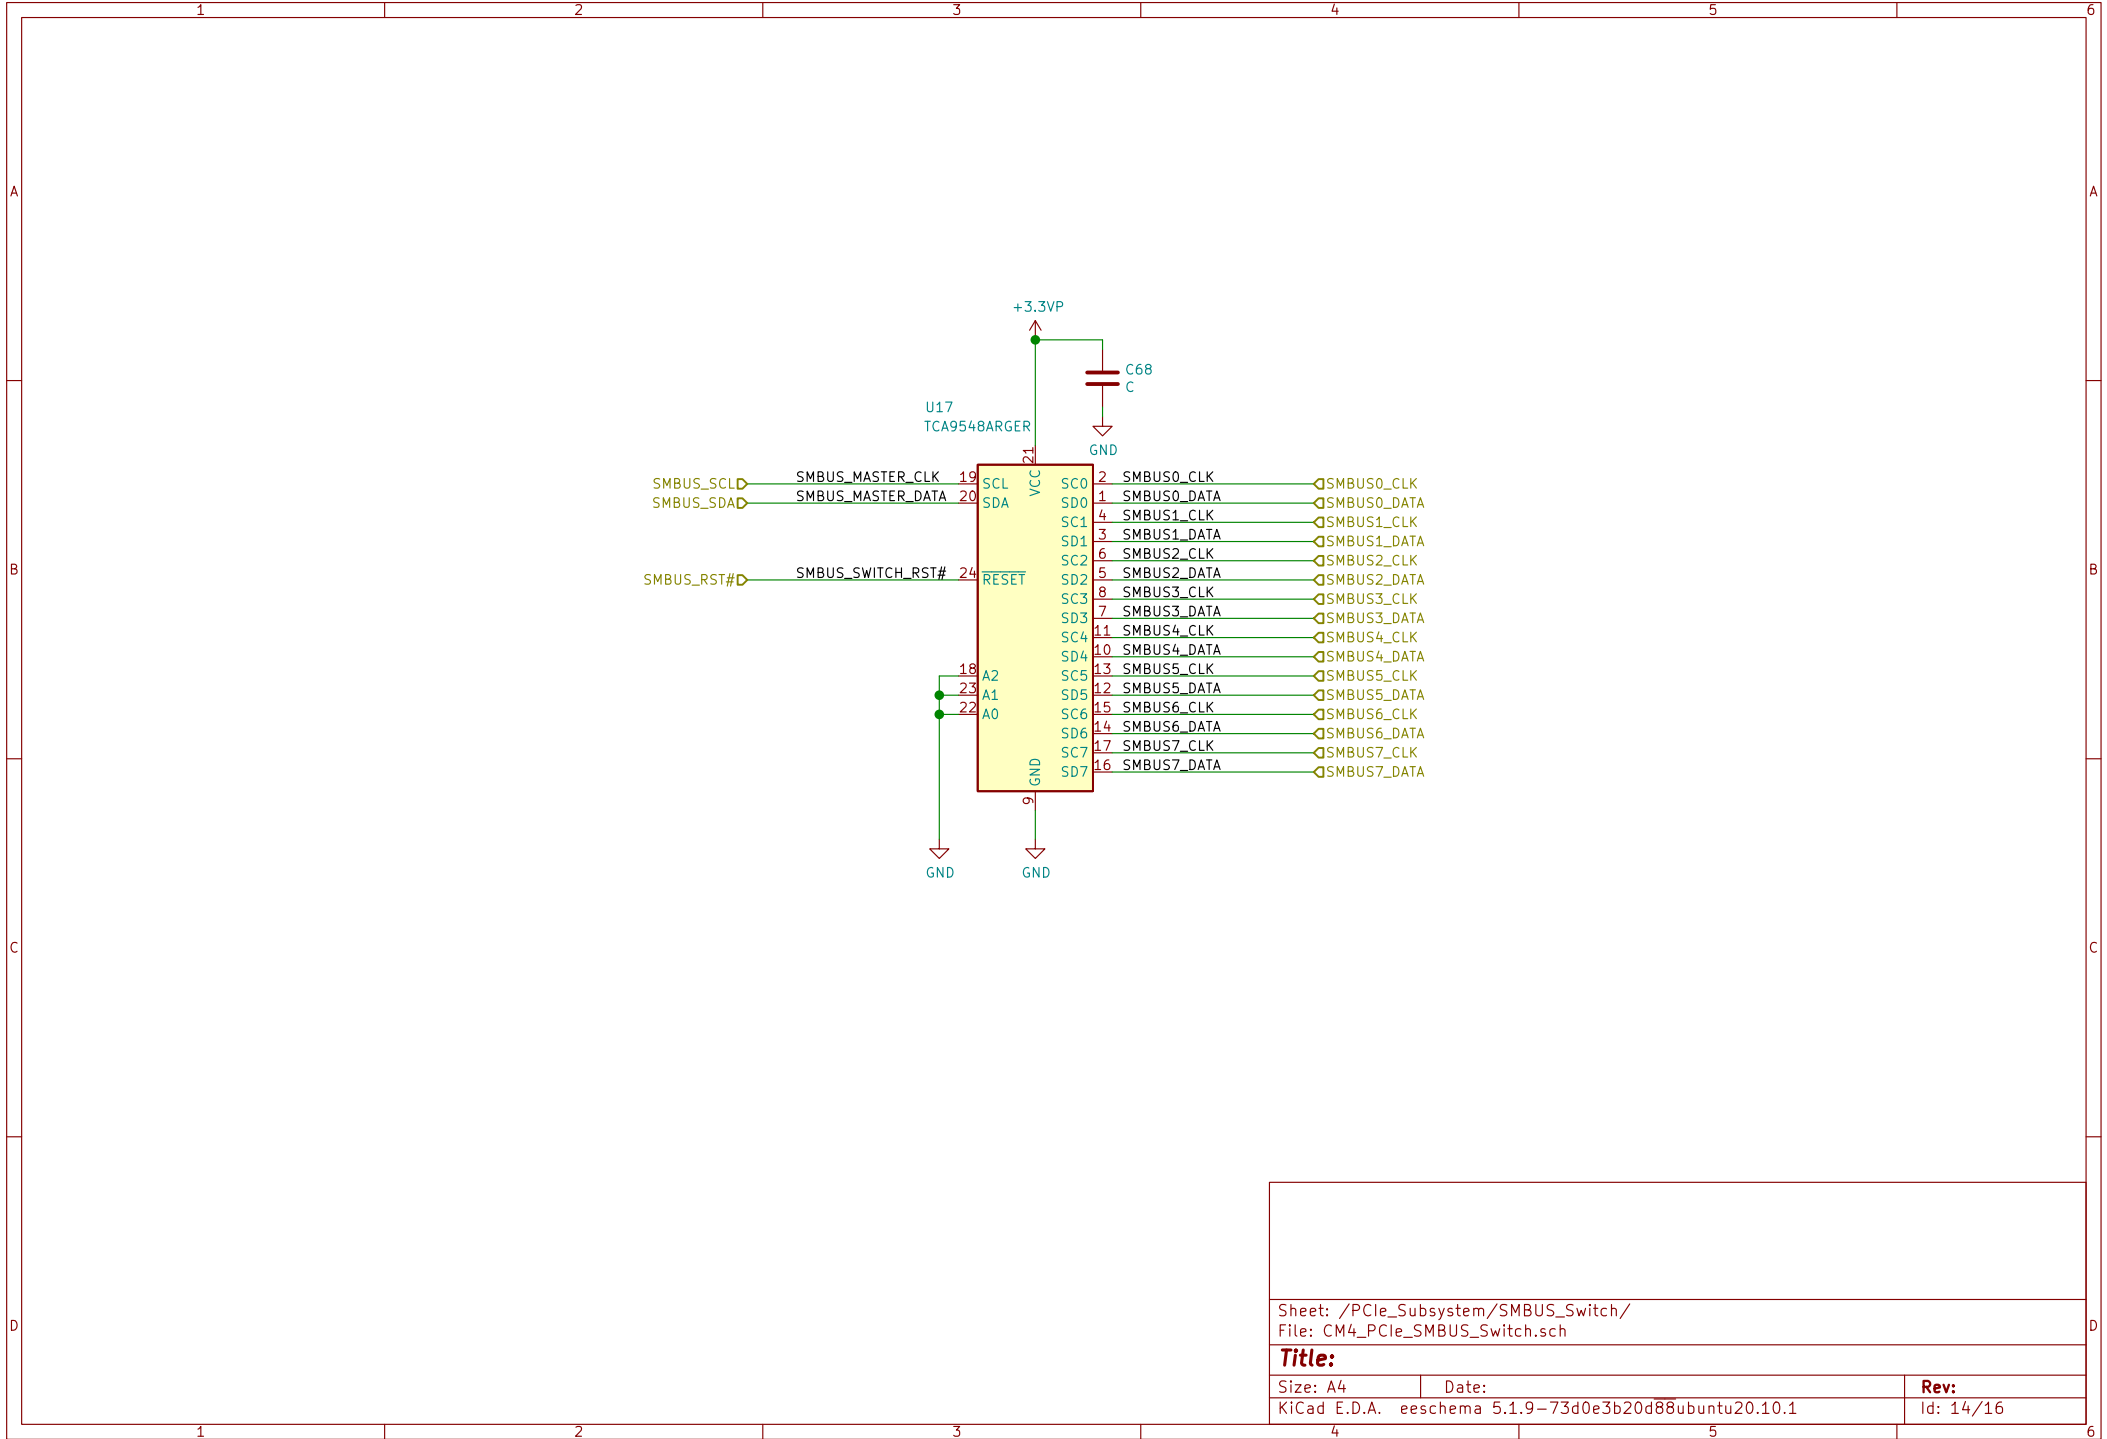 1 2 3 4 5 6
A A
+3.3VP
C68
C
GND
U17
TCA9548ARGER
21
VCC
SMBUS_SCL SMBUS_MASTER_CLK 19 SCL SC0 2 SMBUS0_CLK SMBUS0_CLK
SMBUS_SDA SMBUS_MASTER_DATA 20 SDA SD0 1 SMBUS0_DATA SMBUS0_DATA
SC1 4 SMBUS1_CLK SMBUS1_CLK
SD1 3 SMBUS1_DATA SMBUS1_DATA
SC2 6 SMBUS2_CLK SMBUS2_CLK
B B
SMBUS_RST# SMBUS_SWITCH_RST# 24 RESET SD2 5 SMBUS2_DATA SMBUS2_DATA
SC3 8 SMBUS3_CLK SMBUS3_CLK
SD3 7 SMBUS3_DATA SMBUS3_DATA
SC4 11 SMBUS4_CLK SMBUS4_CLK
SD4 10 SMBUS4_DATA SMBUS4_DATA
18 A2 SC5 13 SMBUS5_CLK SMBUS5_CLK
23 A1 SD5 12 SMBUS5_DATA SMBUS5_DATA
22 A0 SC6 15 SMBUS6_CLK SMBUS6_CLK
SD6 14 SMBUS6_DATA SMBUS6_DATA
SC7 17 SMBUS7_CLK SMBUS7_CLK
SD7 16 SMBUS7_DATA SMBUS7_DATA
GND
9
GND GND
C C
Sheet: /PCIe_Subsystem/SMBUS_Switch/
D D
File: CM4_PCIe_SMBUS_Switch.sch
Title:
Size: A4 Date: Rev:
KiCad E.D.A. eeschema 5.1.9-73d0e3b20d88ubuntu20.10.1 Id: 14/16
1 2 3 4 5 6